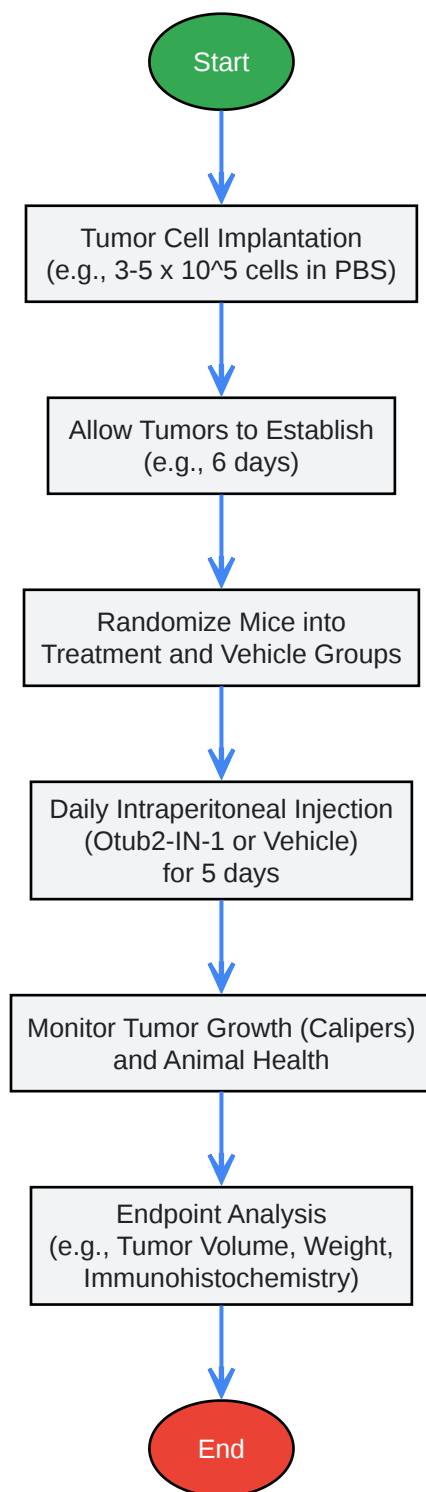 Start
Tumor Cell Implantation
(e.g., 3-5 x 10^5 cells in PBS)
Allow Tumors to Establish
(e.g., 6 days)
Randomize Mice into
Treatment and Vehicle Groups
Daily Intraperitoneal Injection
(Otub2-IN-1 or Vehicle)
for 5 days
Monitor Tumor Growth (Calipers)
and Animal Health
Endpoint Analysis
(e.g., Tumor Volume, Weight,
Immunohistochemistry)
End